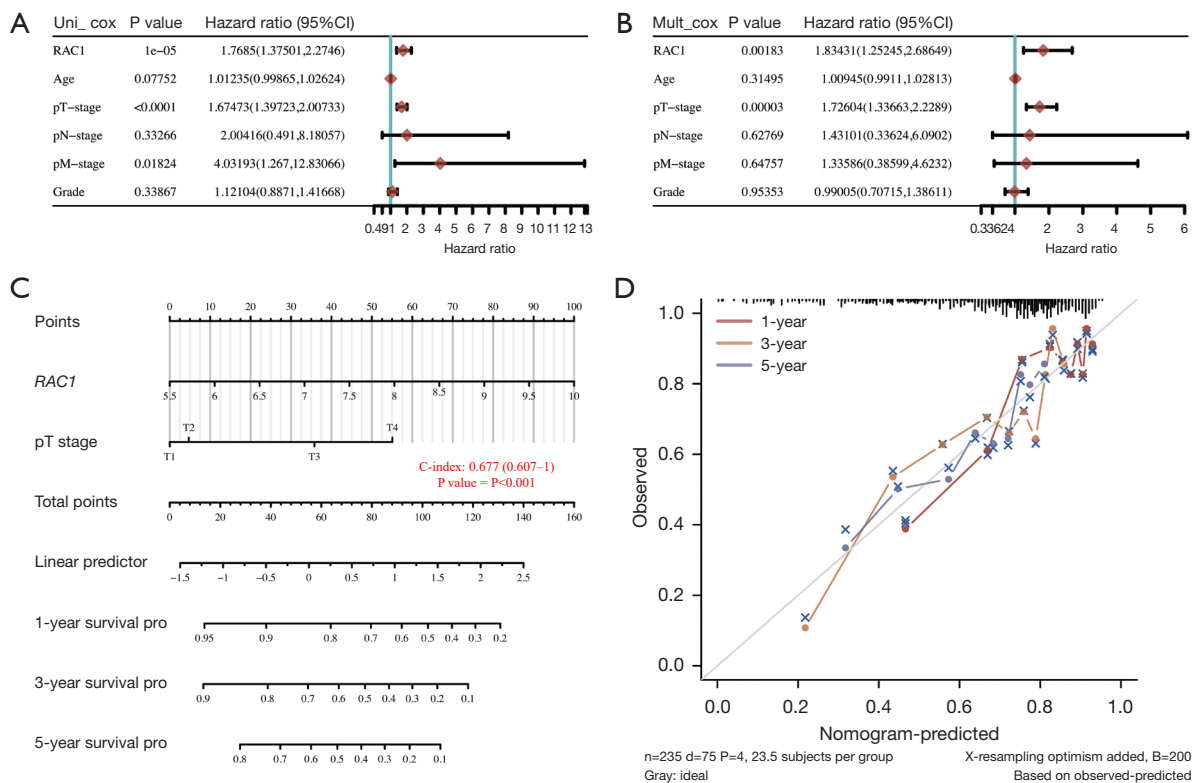 A
Uni_cox P value Hazard ratio (95%CI)
RAC1 1e−05 1.7685(1.37501,2.2746)
Age 0.07752 1.01235(0.99865,1.02624)
pT−stage <0.0001 1.67473(1.39723,2.00733)
pN−stage 0.33266 2.00416(0.491,8.18057)
pM−stage 0.01824 4.03193(1.267,12.83066)
Grade 0.33867 1.12104(0.8871,1.41668)
0.491 2 3 4 5 6 7 8 9 10 11 12 13
Hazard ratio
B
Mult_cox P value Hazard ratio (95%CI)
RAC1 0.00183 1.83431(1.25245,2.68649)
Age 0.31495 1.00945(0.9911,1.02813)
pT−stage 0.00003 1.72604(1.33663,2.2289)
pN−stage 0.62769 1.43101(0.33624,6.0902)
pM−stage 0.64757 1.33586(0.38599,4.6232)
Grade 0.95353 0.99005(0.70715,1.38611)
0.33624 2 3 4 5 6
Hazard ratio
C
0 10 20 30 40 50 60 70 80 90 100
Points
RAC1
5.5 6 6.5 7 7.5 8 8.5 9 9.5 10
T2 T4
pT stage
T1 T3
C-index: 0.677 (0.607−1)
P value = P<0.001
Total points
0 20 40 60 80 100 120 140 160
Linear predictor
−1.5 −1 −0.5 0 0.5 1 1.5 2 2.5
1-year survival pro
0.95 0.9 0.8 0.7 0.6 0.5 0.4 0.3 0.2
3-year survival pro
0.9 0.8 0.7 0.6 0.5 0.4 0.3 0.2 0.1
5-year survival pro
0.8 0.7 0.6 0.5 0.4 0.3 0.2 0.1
D
1-year
3-year
5-year
Observed
1.0
0.8
0.6
0.4
0.2
0.0
0.0 0.2 0.4 0.6 0.8 1.0
Nomogram-predicted
n=235 d=75 P=4, 23.5 subjects per group
Gray: ideal
X-resampling optimism added, B=200
Based on observed-predicted